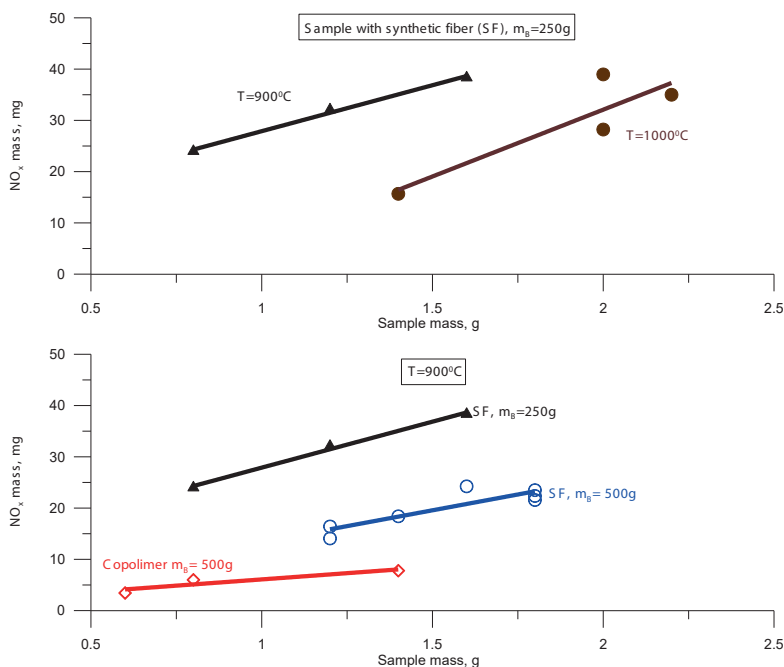 Sample with synthetic fiber (SF), mB=250g
NOx mass, mg
50
40
30
20
10
0
T=900⁰C
T=1000⁰C
0.5
1
1.5
2
2.5
Sample mass, g
T=900⁰C
NOx mass, mg
50
40
30
20
10
0
SF, mB=250g
SF, mB= 500g
Copolimer mB= 500g
0.5
1
1.5
2
2.5
Sample mass, g